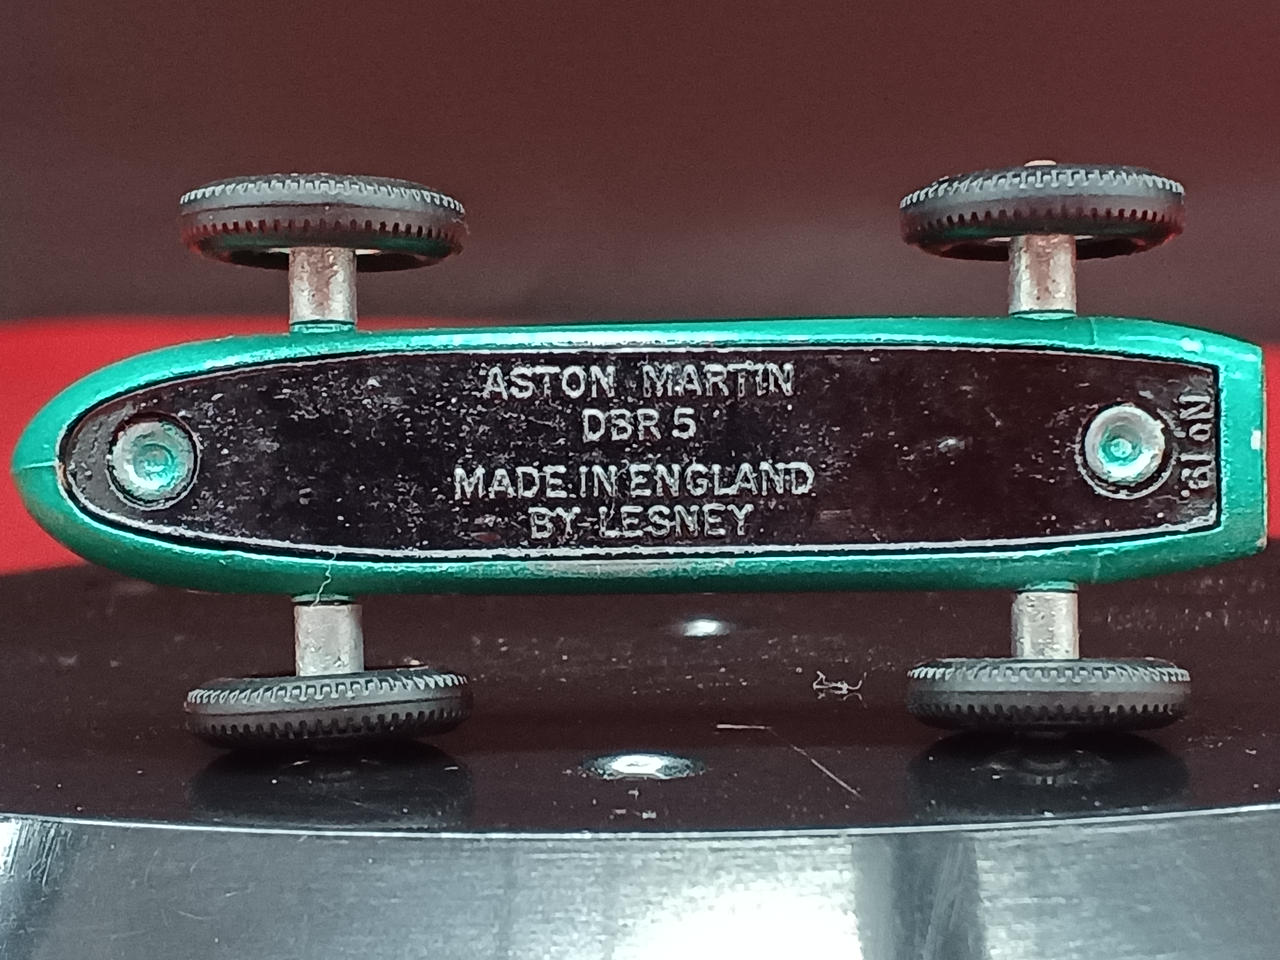 ASTON MARTIN
DBR 5
MADE IN ENGLAND
BY LESNEY
No 19.